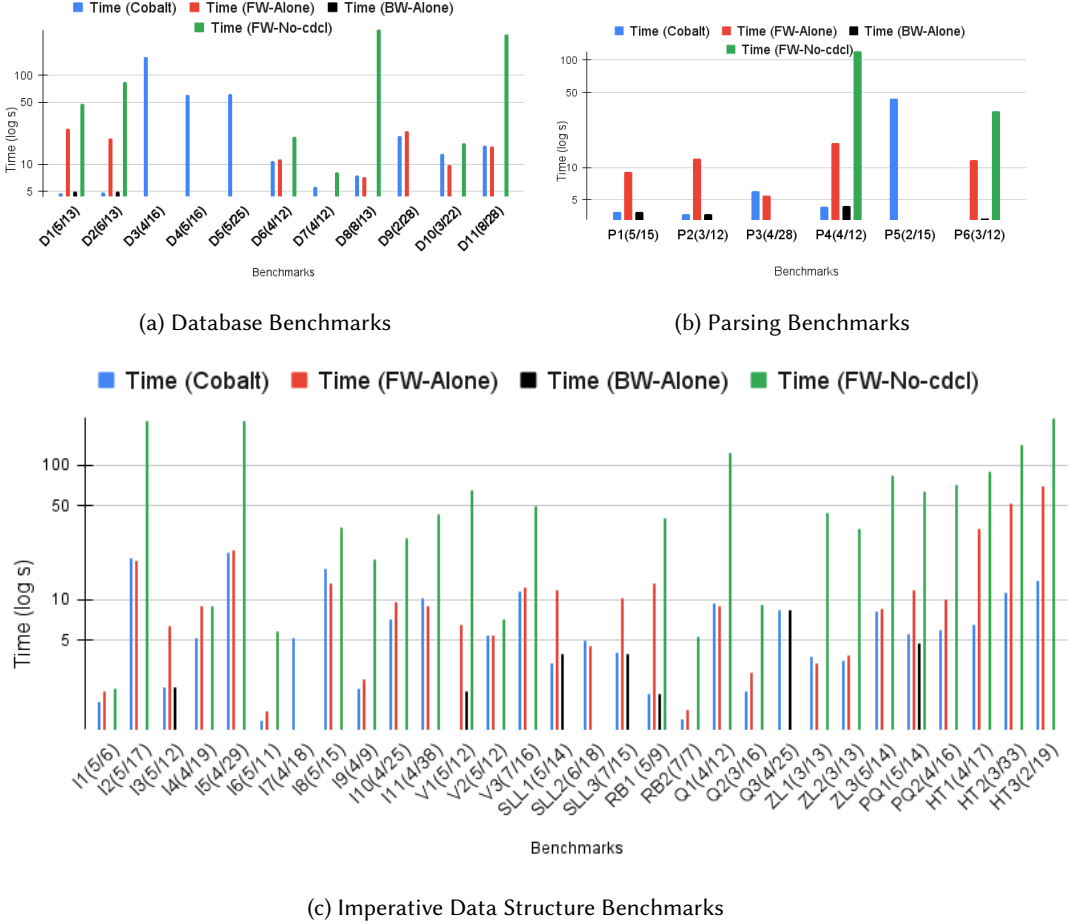 Time (Cobalt) Time (FW-Alone) Time (BW-Alone)
Time (FW-No-cdcl)
Time (log s)
100
50
10
5
D1(5/13) D2(6/13) D3(4/16) D4(6/16) D5(5/25) D6(4/12) D7(4/12) D8(8/13) D9(2/28) D10(3/22) D11(8/28)
Benchmarks
(a) Database Benchmarks
Time (Cobalt) Time (FW-Alone) Time (BW-Alone)
Time (FW-No-cdcl)
Time (log s)
100
50
10
5
P1(5/15) P2(3/12) P3(4/28) P4(4/12) P5(2/15) P6(3/12)
Benchmarks
(b) Parsing Benchmarks
Time (Cobalt) Time (FW-Alone) Time (BW-Alone) Time (FW-No-cdcl)
Time (log s)
100
50
10
5
I1(5/6) I2(5/17) I3(5/12) I4(4/19) I5(4/29) I6(5/11) I7(4/18) I8(5/15) I9(4/9) I10(4/25) I11(4/38) V1(5/12) V2(5/12) V3(7/16) SLL1(5/14) SLL2(6/18) SLL3(7/15) RB1 (5/9) RB2(7/7) Q1(4/12) Q2(3/16) Q3(4/25) ZL1(3/13) ZL2(3/13) ZL3(5/14) PQ1(5/14) PQ2(4/16) HT1(4/17) HT 2(3/33) HT3(2/19)
Benchmarks
(c) Imperative Data Structure Benchmarks